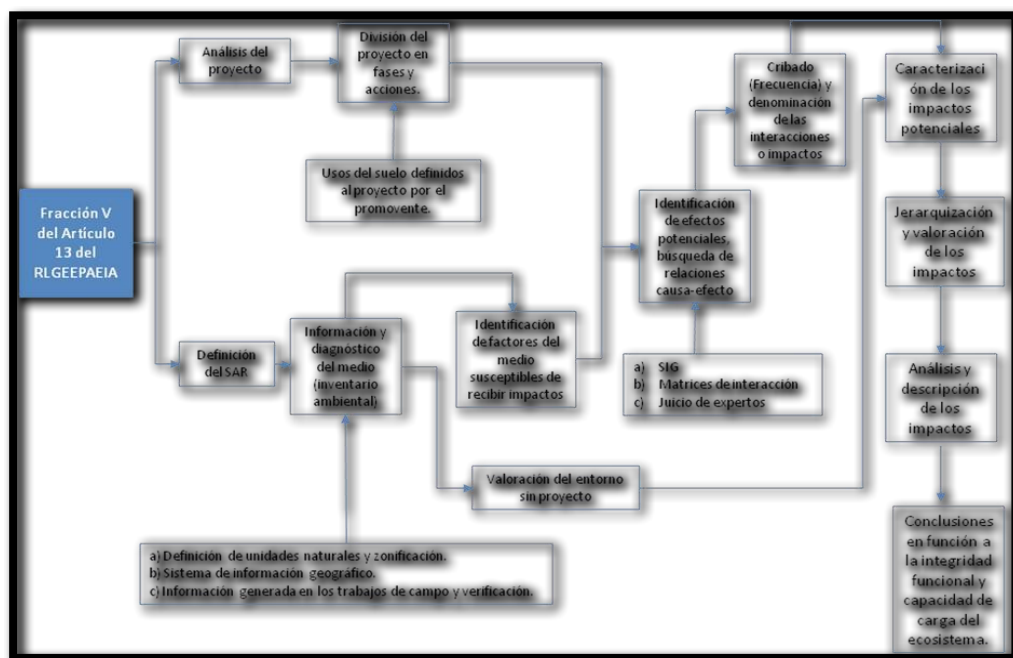 Fracción V
del Artículo
13 del
RLGEEPAEIA
Análisis del
proyecto
División del
proyecto en
fases y
acciones.
Usos del suelo definidos
al proyecto por el
promovente.
Definición
del SAR
Información y
diagnóstico
del medio
(inventario
ambiental)
Identificación
de factores del
medio
susceptibles de
recibir impactos
a) Definición de unidades naturales y zonificación.
b) Sistema de información geográfico.
c) Información generada en los trabajos de campo y verificación.
Valoración del entorno
sin proyecto
Identificación
de efectos
potenciales,
búsqueda de
relaciones
causa-efecto
a) SIG
b) Matrices de interacción
c) Juicio de expertos
Cribado
(Frecuencia) y
denominación
de las
interacciones
o impactos
Caracterizaci
ón de los
impactos
potenciales
Jerarquización
y valoración
de los
impactos
Análisis y
descripción
de los
impactos
Conclusiones
en función a
la integridad
funcional y
capacidad de
carga del
ecosistema.